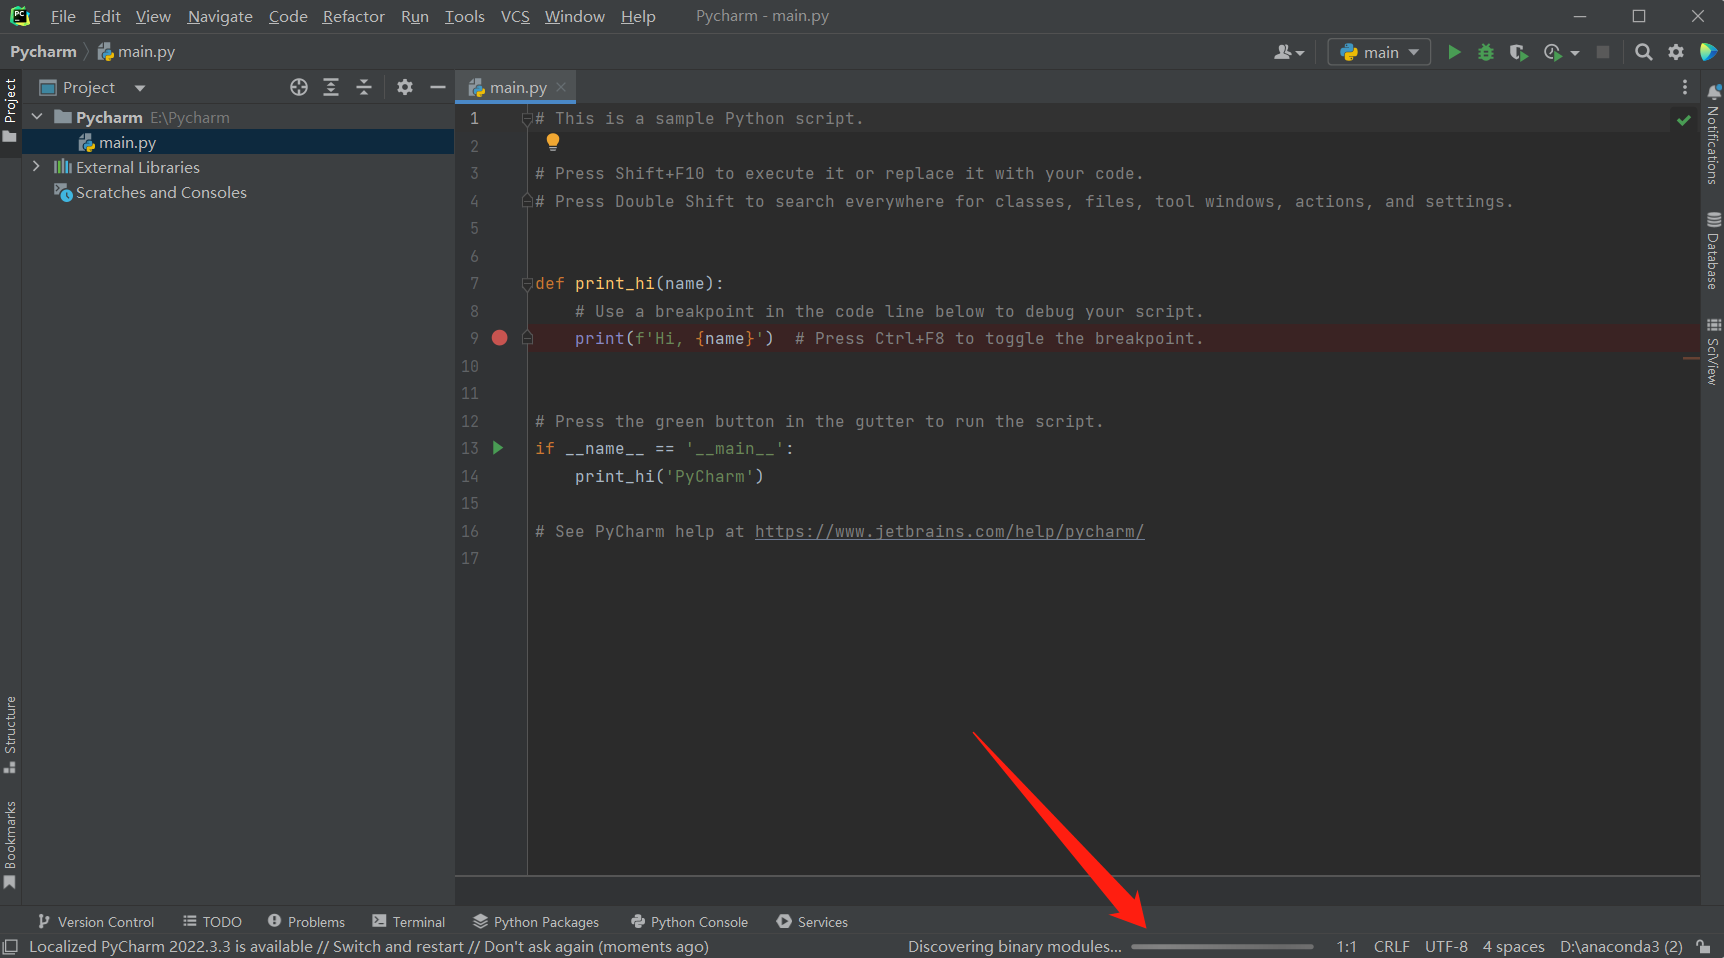 PC File Edit View Navigate Code Refactor Run Tools VCS Window Help Pycharm - main.py
Pycharm main.py main
Project
Project main.py
Pycharm E:\Pycharm
main.py
External Libraries
Scratches and Consoles
1 # This is a sample Python script.
2
3 # Press Shift+F10 to execute it or replace it with your code.
4 # Press Double Shift to search everywhere for classes, files, tool windows, actions, and settings.
5
6
7 def print_hi(name):
8 # Use a breakpoint in the code line below to debug your script.
9 print(f'Hi, {name}') # Press Ctrl+F8 to toggle the breakpoint.
10
11
12 # Press the green button in the gutter to run the script.
13 if __name__ == '__main__':
14 print_hi('PyCharm')
15
16 # See PyCharm help at https://www.jetbrains.com/help/pycharm/
17
Notifications
Database
SciView
Structure
Bookmarks
Version Control TODO Problems Terminal Python Packages Python Console Services
Localized PyCharm 2022.3.3 is available // Switch and restart // Don't ask again (moments ago) Discovering binary modules... 1:1 CRLF UTF-8 4 spaces D:\anaconda3 (2)